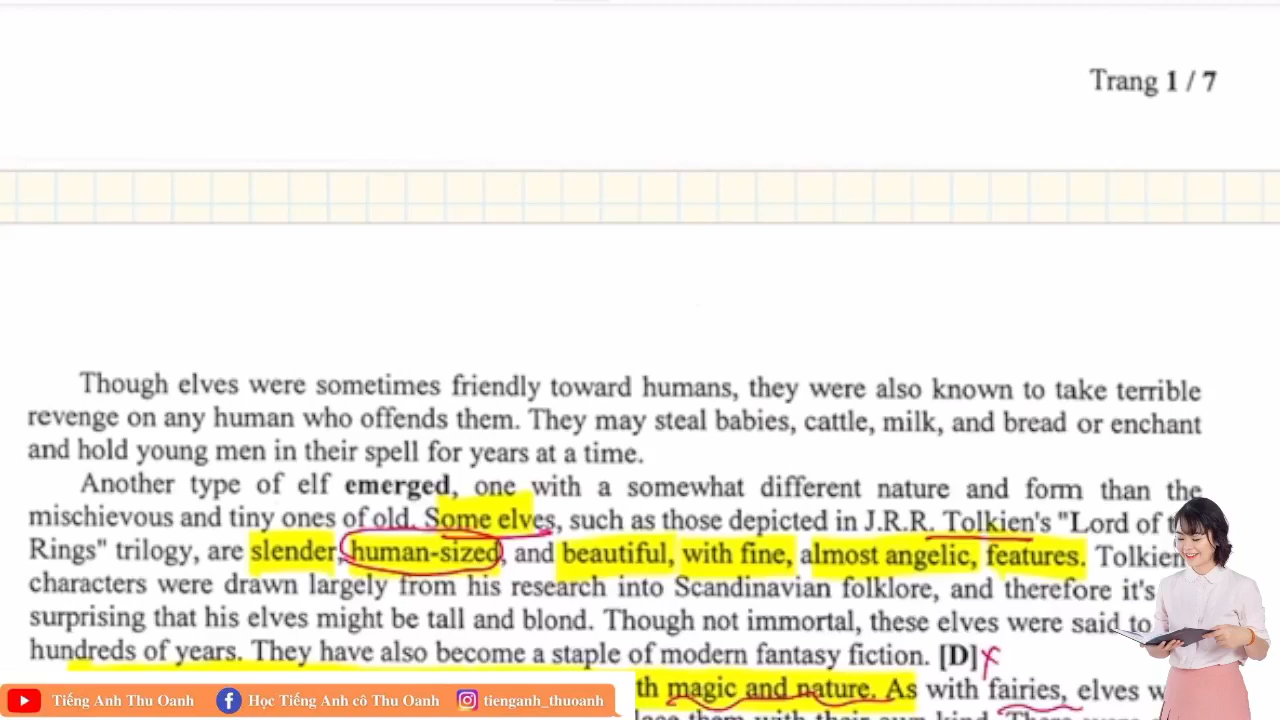 Trang 1 / 7
Though elves were sometimes friendly toward humans, they were also known to take terrible
revenge on any human who offends them. They may steal babies, cattle, milk, and bread or enchant
and hold young men in their spell for years at a time.
Another type of elf emerged, one with a somewhat different nature and form than the
mischievous and tiny ones of old. Some elves, such as those depicted in J.R.R. Tolkien's "Lord of
Rings" trilogy, are slender, human-sized, and beautiful, with fine, almost angelic, features. Tolkien
characters were drawn largely from his research into Scandinavian folklore, and therefore it's
surprising that his elves might be tall and blond. Though not immortal, these elves were said to
hundreds of years. They have also become a staple of modern fantasy fiction. [D]
magic and nature. As with fairies, elves
Tiếng Anh Thu Oanh Học Tiếng Anh cô Thu Oanh tienganh_thuoanh